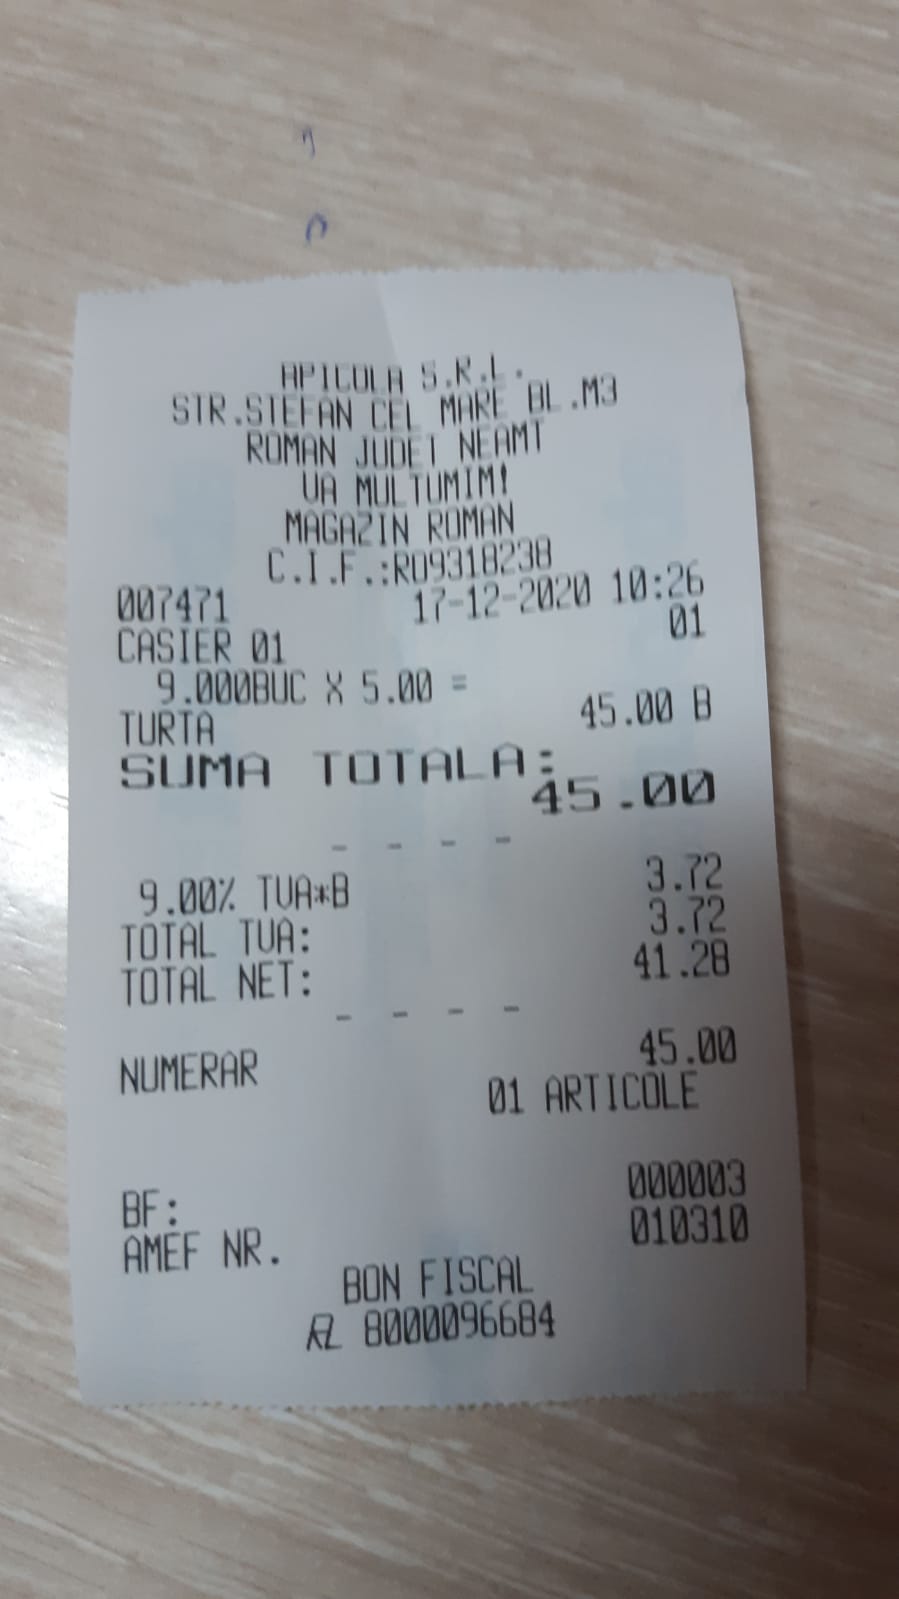 APICOLA S.R.L.
STR.STEFAN CEL MARE BL.M3
ROMAN JUDET NEAMT
VA MULTUMIM!
MAGAZIN ROMAN
C.I.F.:RO9318238
007471 17-12-2020 10:26
CASIER 01 01
9.000BUC X 5.00 =
TURTA 45.00 B
SUMA TOTALA:
45.00
- - - -
9.00% TVA*B 3.72
TOTAL TVA: 3.72
TOTAL NET: 41.28
- - - -
NUMERAR 45.00
01 ARTICOLE
BF: 000003
AMEF NR. 010310
BON FISCAL
8000096684